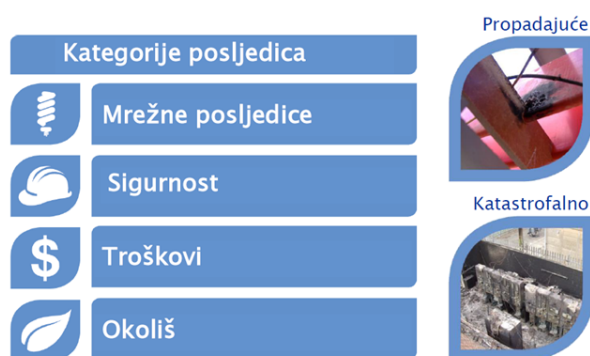 Kategorije posljedica
Mrežne posljedice
Sigurnost
$
Troškovi
Okoliš
Propadajuće
Katastrofalno